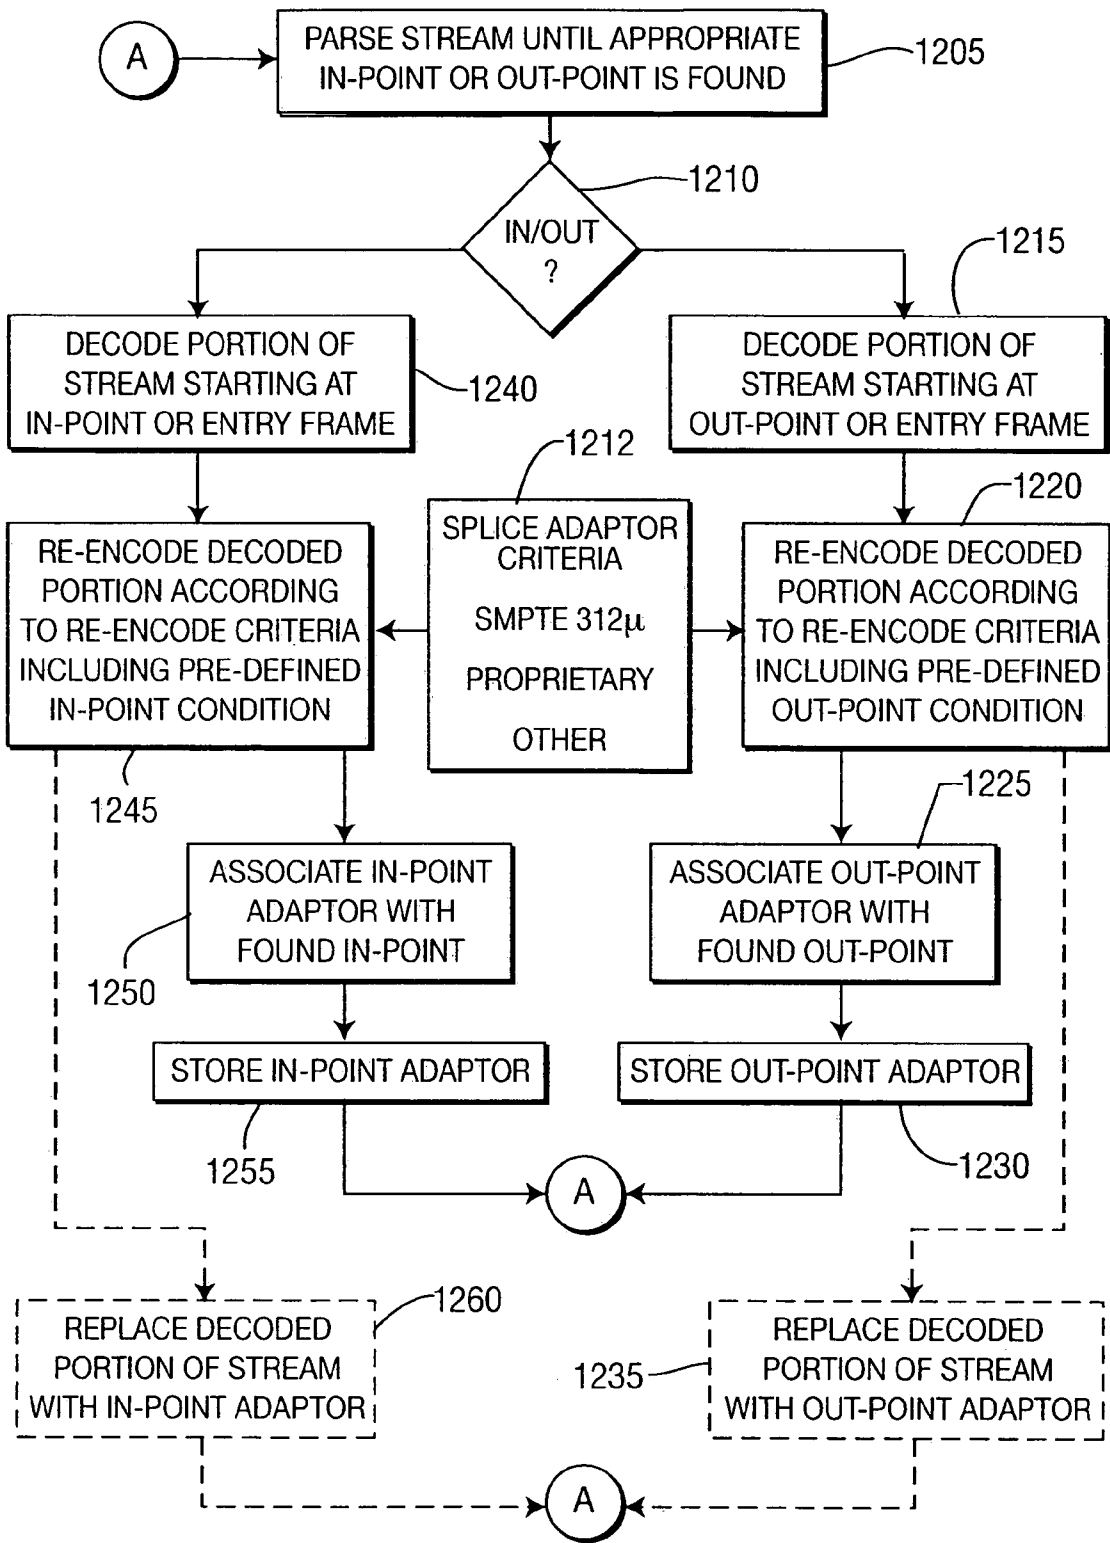 A
PARSE STREAM UNTIL APPROPRIATE
IN-POINT OR OUT-POINT IS FOUND
1205
1210
IN/OUT
?
1215
DECODE PORTION OF
STREAM STARTING AT
IN-POINT OR ENTRY FRAME
1240
DECODE PORTION OF
STREAM STARTING AT
OUT-POINT OR ENTRY FRAME
1212
1220
RE-ENCODE DECODED
PORTION ACCORDING
TO RE-ENCODE CRITERIA
INCLUDING PRE-DEFINED
IN-POINT CONDITION
SPLICE ADAPTOR
CRITERIA
SMPTE 312μ
PROPRIETARY
OTHER
RE-ENCODE DECODED
PORTION ACCORDING
TO RE-ENCODE CRITERIA
INCLUDING PRE-DEFINED
OUT-POINT CONDITION
1245
1225
ASSOCIATE IN-POINT
ADAPTOR WITH
FOUND IN-POINT
1250
ASSOCIATE OUT-POINT
ADAPTOR WITH
FOUND OUT-POINT
STORE IN-POINT ADAPTOR
STORE OUT-POINT ADAPTOR
1255
1230
A
REPLACE DECODED
PORTION OF STREAM
WITH IN-POINT ADAPTOR
1260
1235
REPLACE DECODED
PORTION OF STREAM
WITH OUT-POINT ADAPTOR
A